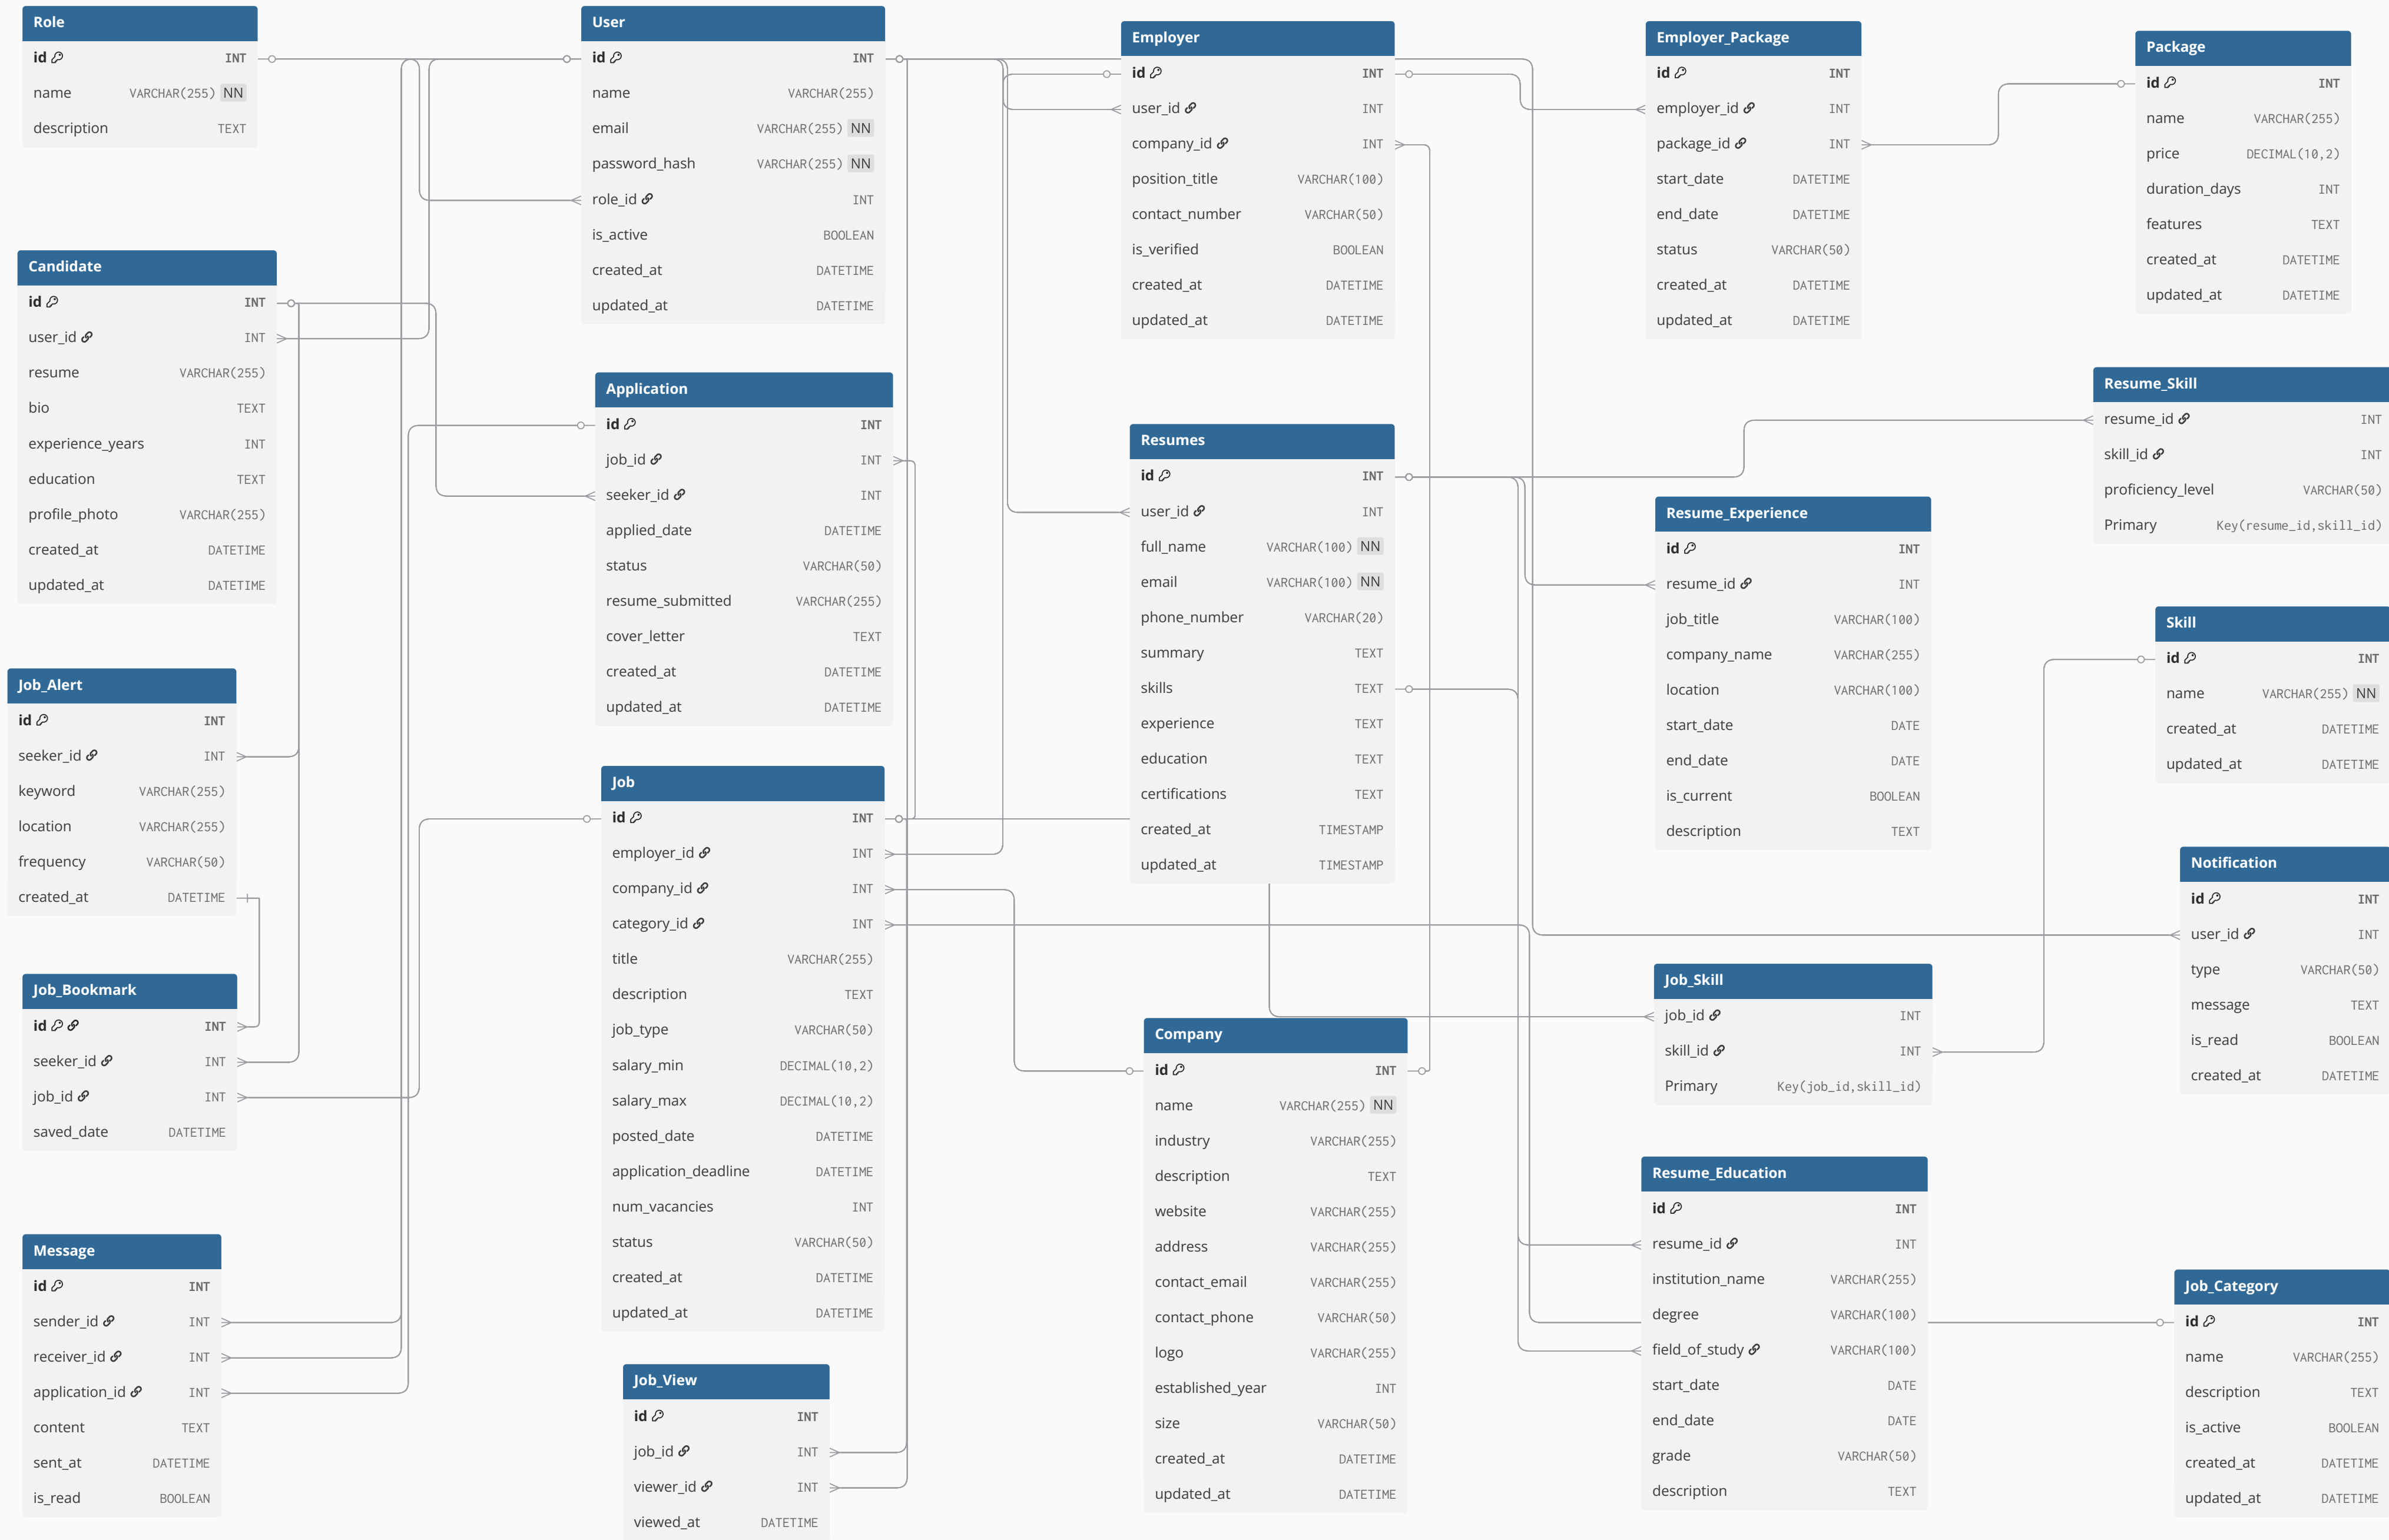 Role
id INT
name VARCHAR(255) NN
description TEXT
User
id INT
name VARCHAR(255)
email VARCHAR(255) NN
password_hash VARCHAR(255) NN
role_id INT
is_active BOOLEAN
created_at DATETIME
updated_at DATETIME
Employer
id INT
user_id INT
company_id INT
position_title VARCHAR(100)
contact_number VARCHAR(50)
is_verified BOOLEAN
created_at DATETIME
updated_at DATETIME
Employer_Package
id INT
employer_id INT
package_id INT
start_date DATETIME
end_date DATETIME
status VARCHAR(50)
created_at DATETIME
updated_at DATETIME
Package
id INT
name VARCHAR(255)
price DECIMAL(10,2)
duration_days INT
features TEXT
created_at DATETIME
updated_at DATETIME
Candidate
id INT
user_id INT
resume VARCHAR(255)
bio TEXT
experience_years INT
education TEXT
profile_photo VARCHAR(255)
created_at DATETIME
updated_at DATETIME
Application
id INT
job_id INT
seeker_id INT
applied_date DATETIME
status VARCHAR(50)
resume_submitted VARCHAR(255)
cover_letter TEXT
created_at DATETIME
updated_at DATETIME
Resumes
id INT
user_id INT
full_name VARCHAR(100) NN
email VARCHAR(100) NN
phone_number VARCHAR(20)
summary TEXT
skills TEXT
experience TEXT
education TEXT
certifications TEXT
created_at TIMESTAMP
updated_at TIMESTAMP
Resume_Experience
id INT
resume_id INT
job_title VARCHAR(100)
company_name VARCHAR(255)
location VARCHAR(100)
start_date DATE
end_date DATE
is_current BOOLEAN
description TEXT
Resume_Skill
resume_id INT
skill_id INT
proficiency_level VARCHAR(50)
Primary Key(resume_id,skill_id)
Skill
id INT
name VARCHAR(255) NN
created_at DATETIME
updated_at DATETIME
Job_Alert
id INT
seeker_id INT
keyword VARCHAR(255)
location VARCHAR(255)
frequency VARCHAR(50)
created_at DATETIME
Job
id INT
employer_id INT
company_id INT
category_id INT
title VARCHAR(255)
description TEXT
job_type VARCHAR(50)
salary_min DECIMAL(10,2)
salary_max DECIMAL(10,2)
posted_date DATETIME
application_deadline DATETIME
num_vacancies INT
status VARCHAR(50)
created_at DATETIME
updated_at DATETIME
Notification
id INT
user_id INT
type VARCHAR(50)
message TEXT
is_read BOOLEAN
created_at DATETIME
Job_Bookmark
id INT
seeker_id INT
job_id INT
saved_date DATETIME
Company
id INT
name VARCHAR(255) NN
industry VARCHAR(255)
description TEXT
website VARCHAR(255)
address VARCHAR(255)
contact_email VARCHAR(255)
contact_phone VARCHAR(50)
logo VARCHAR(255)
established_year INT
size VARCHAR(50)
created_at DATETIME
updated_at DATETIME
Job_Skill
job_id INT
skill_id INT
Primary Key(job_id,skill_id)
Resume_Education
id INT
resume_id INT
institution_name VARCHAR(255)
degree VARCHAR(100)
field_of_study VARCHAR(100)
start_date DATE
end_date DATE
grade VARCHAR(50)
description TEXT
Message
id INT
sender_id INT
receiver_id INT
application_id INT
content TEXT
sent_at DATETIME
is_read BOOLEAN
Job_View
id INT
job_id INT
viewer_id INT
viewed_at DATETIME
Job_Category
id INT
name VARCHAR(255)
description TEXT
is_active BOOLEAN
created_at DATETIME
updated_at DATETIME